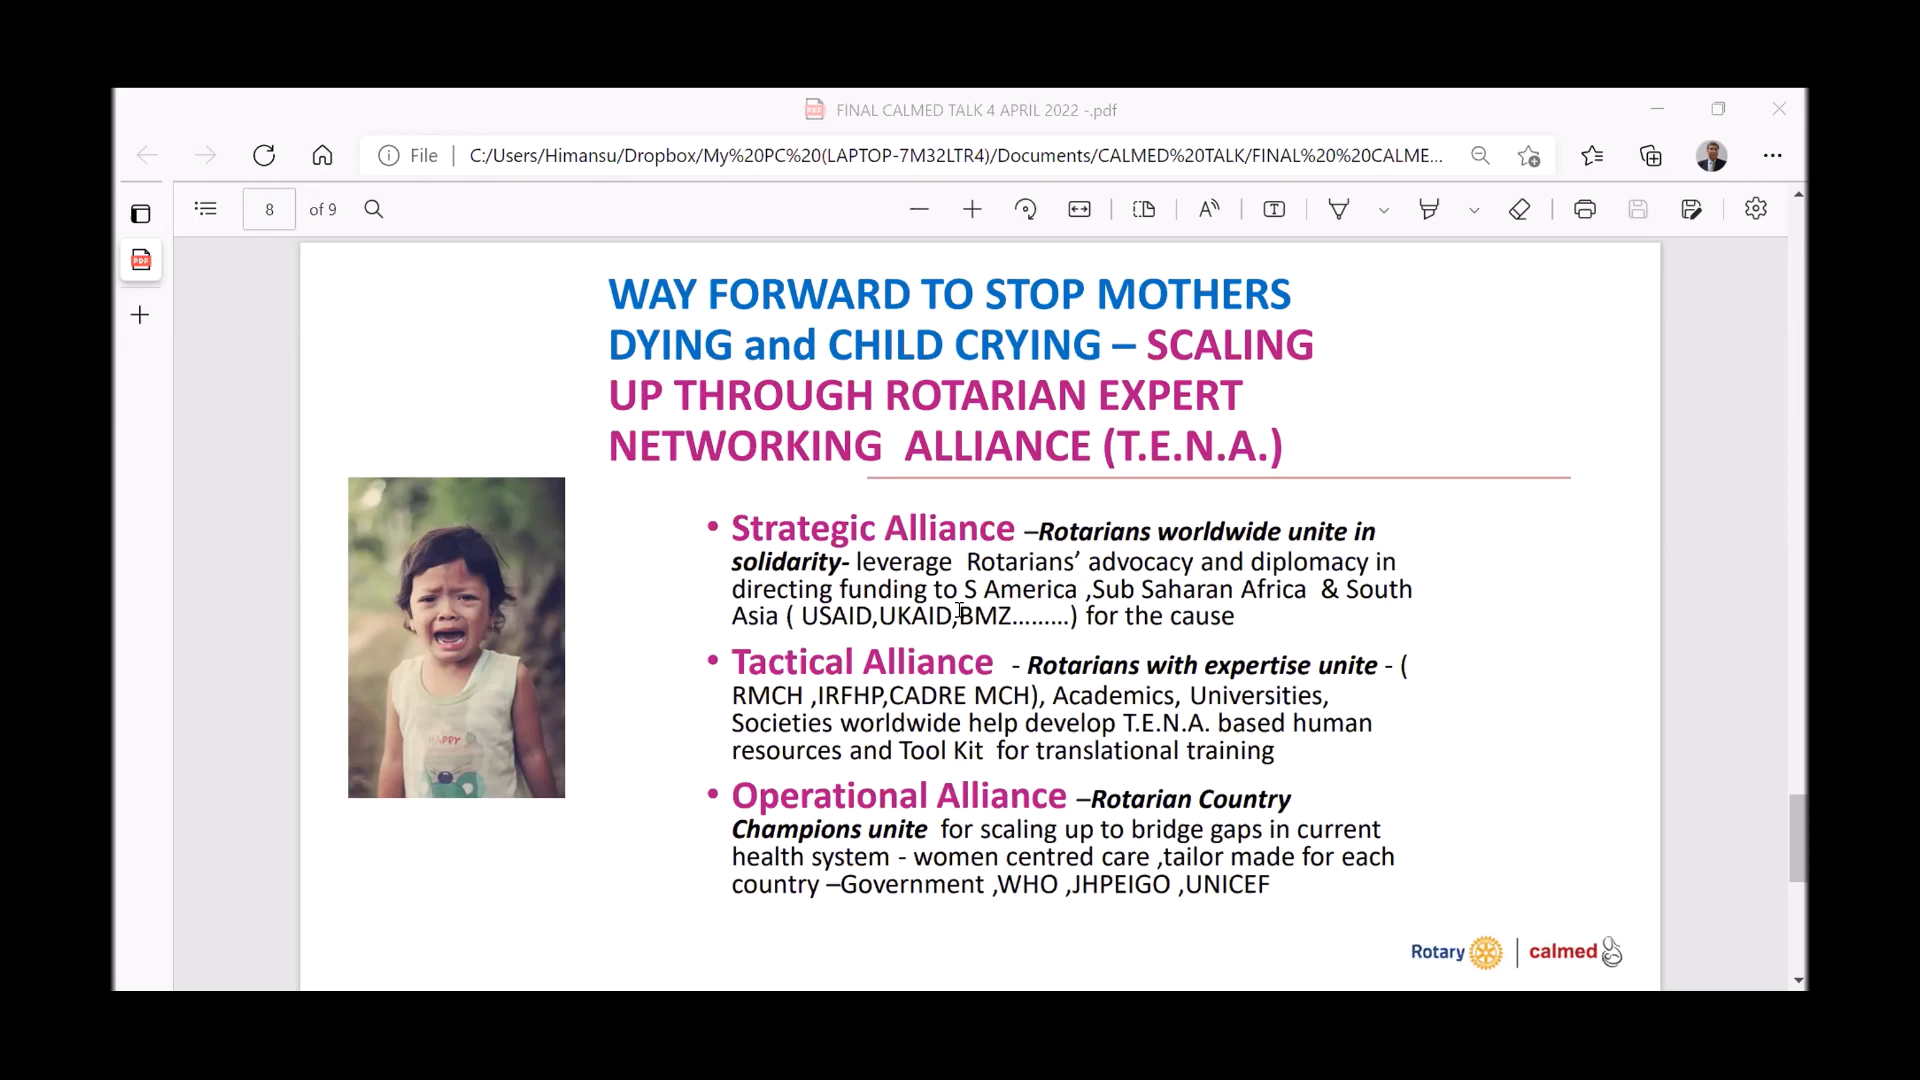 FINAL CALMED TALK 4 APRIL 2022 -.pdf
File
C:/Users/Himansu/Dropbox/My%20PC%20(LAPTOP-7M32LTR4)/Documents/CALMED%20TALK/FINAL%20%20CALME...
8 of 9
WAY FORWARD TO STOP MOTHERS
DYING and CHILD CRYING – SCALING
UP THROUGH ROTARIAN EXPERT
NETWORKING ALLIANCE (T.E.N.A.)
• Strategic Alliance –Rotarians worldwide unite in
solidarity- leverage Rotarians’ advocacy and diplomacy in
directing funding to S America ,Sub Saharan Africa & South
Asia ( USAID,UKAID,BMZ.........) for the cause
• Tactical Alliance - Rotarians with expertise unite - (
RMCH ,IRFHP,CADRE MCH), Academics, Universities,
Societies worldwide help develop T.E.N.A. based human
resources and Tool Kit for translational training
• Operational Alliance –Rotarian Country
Champions unite for scaling up to bridge gaps in current
health system - women centred care ,tailor made for each
country –Government ,WHO ,JHPEIGO ,UNICEF
HAPPY
Rotary | calmed